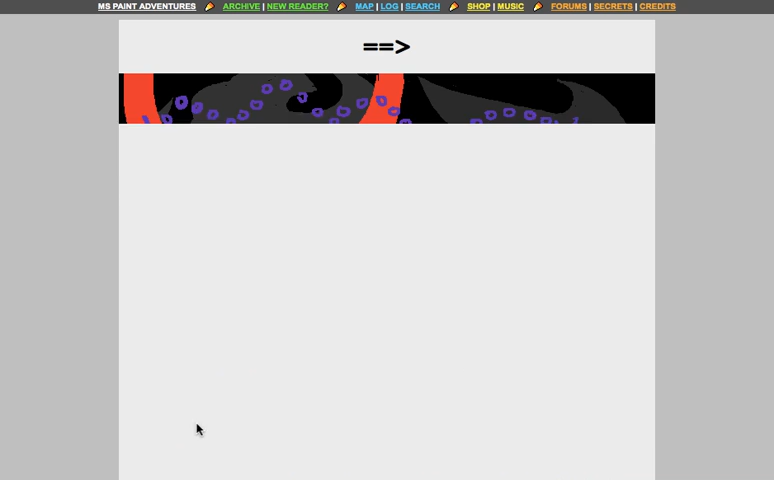 MS PAINT ADVENTURES ARCHIVE | NEW READER? MAP | LOG | SEARCH SHOP | MUSIC FORUMS | SECRETS | CREDITS
==>